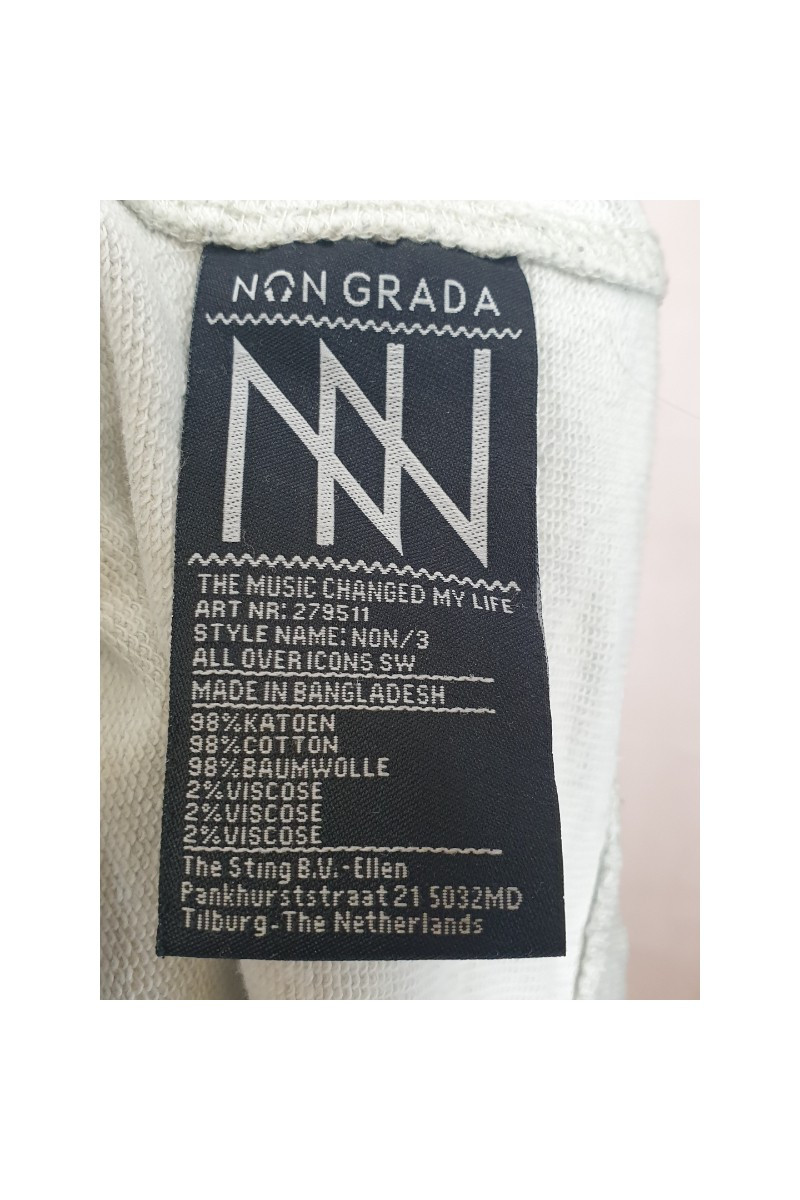 NON GRADA
THE MUSIC CHANGED MY LIFE
ART NR: 279511
STYLE NAME: NON/3
ALL OVER ICONS SW
MADE IN BANGLADESH
98%KATOEN
98%COTTON
98%BAUMWOLLE
2%VISCOSE
2%VISCOSE
2%VISCOSE
The Sting B.V.-Ellen
Pankhurststraat 21 5032MD
Tilburg-The Netherlands